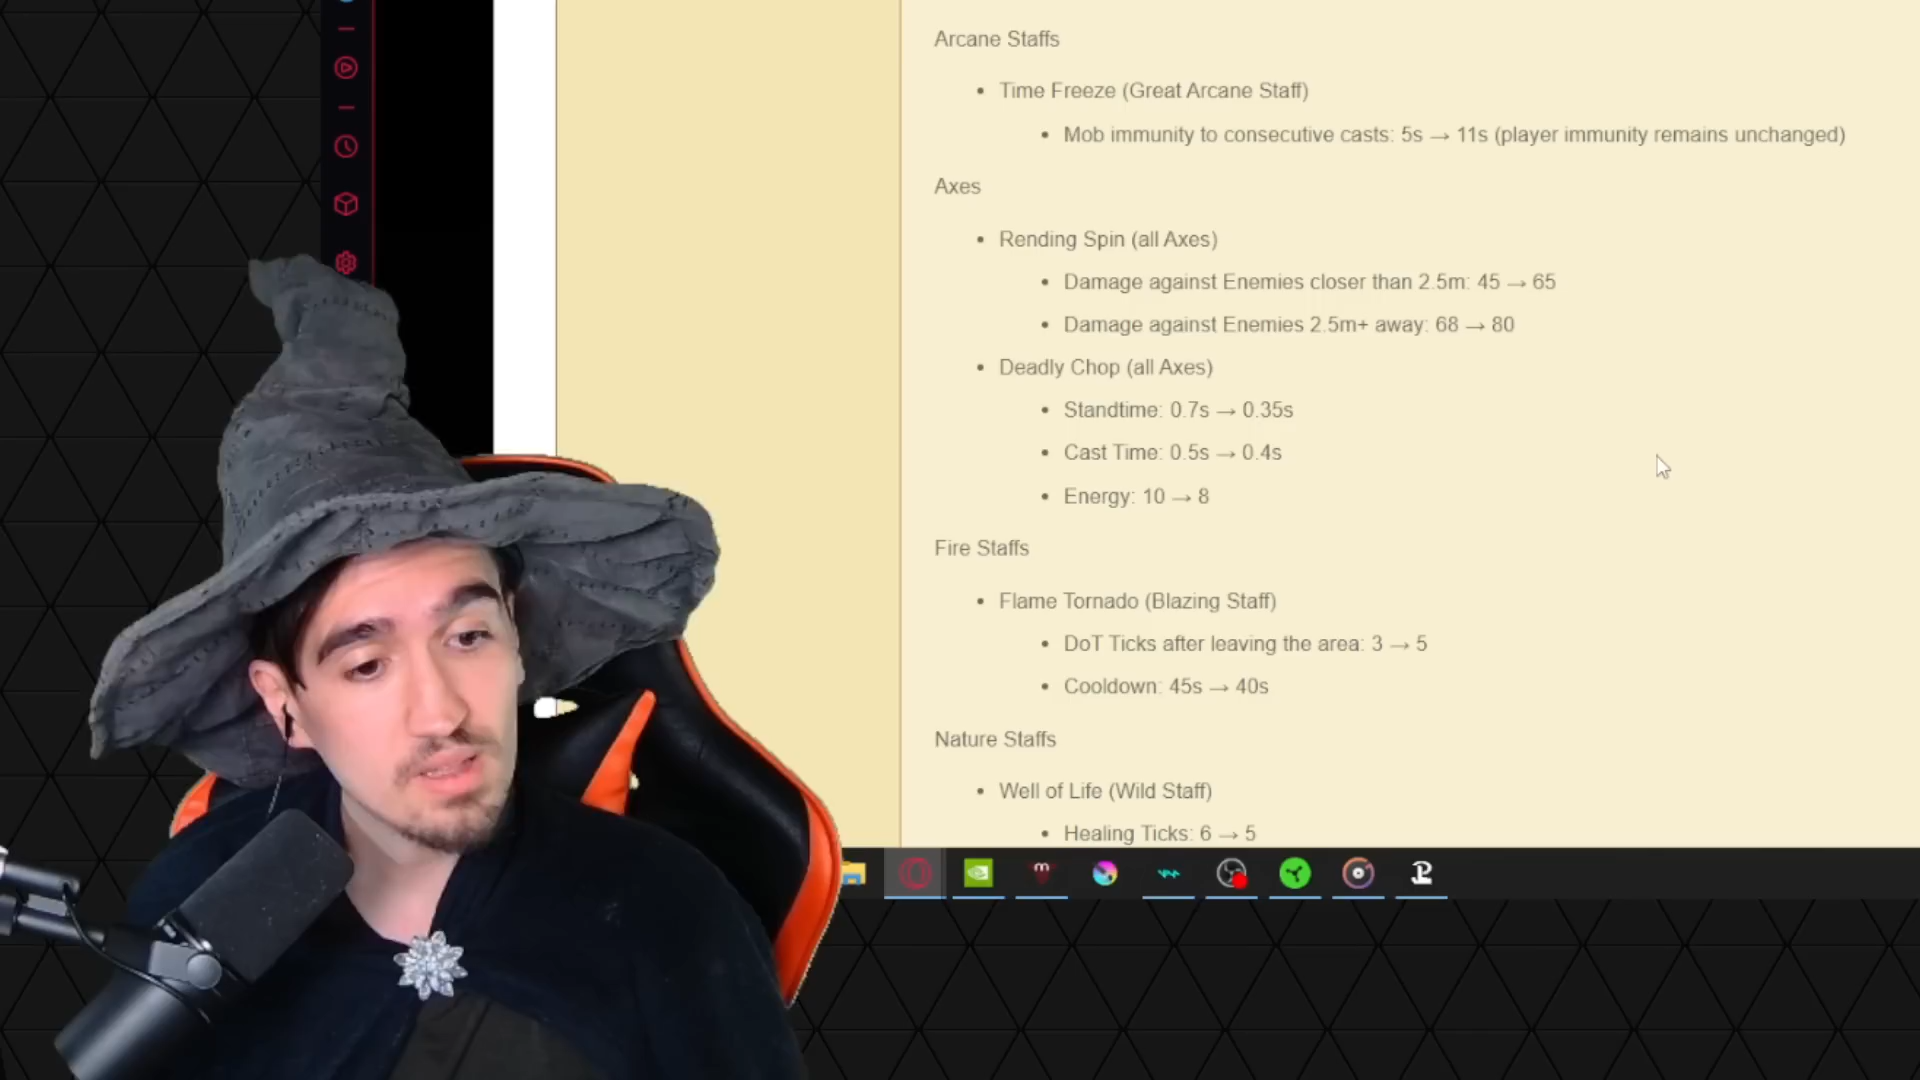 Arcane Staffs
Time Freeze (Great Arcane Staff)
Mob immunity to consecutive casts: 5s → 11s (player immunity remains unchanged)
Axes
Rending Spin (all Axes)
Damage against Enemies closer than 2.5m: 45 → 65
Damage against Enemies 2.5m+ away: 68 → 80
Deadly Chop (all Axes)
Standtime: 0.7s → 0.35s
Cast Time: 0.5s → 0.4s
Energy: 10 → 8
Fire Staffs
Flame Tornado (Blazing Staff)
DoT Ticks after leaving the area: 3 → 5
Cooldown: 45s → 40s
Nature Staffs
Well of Life (Wild Staff)
Healing Ticks: 6 → 5